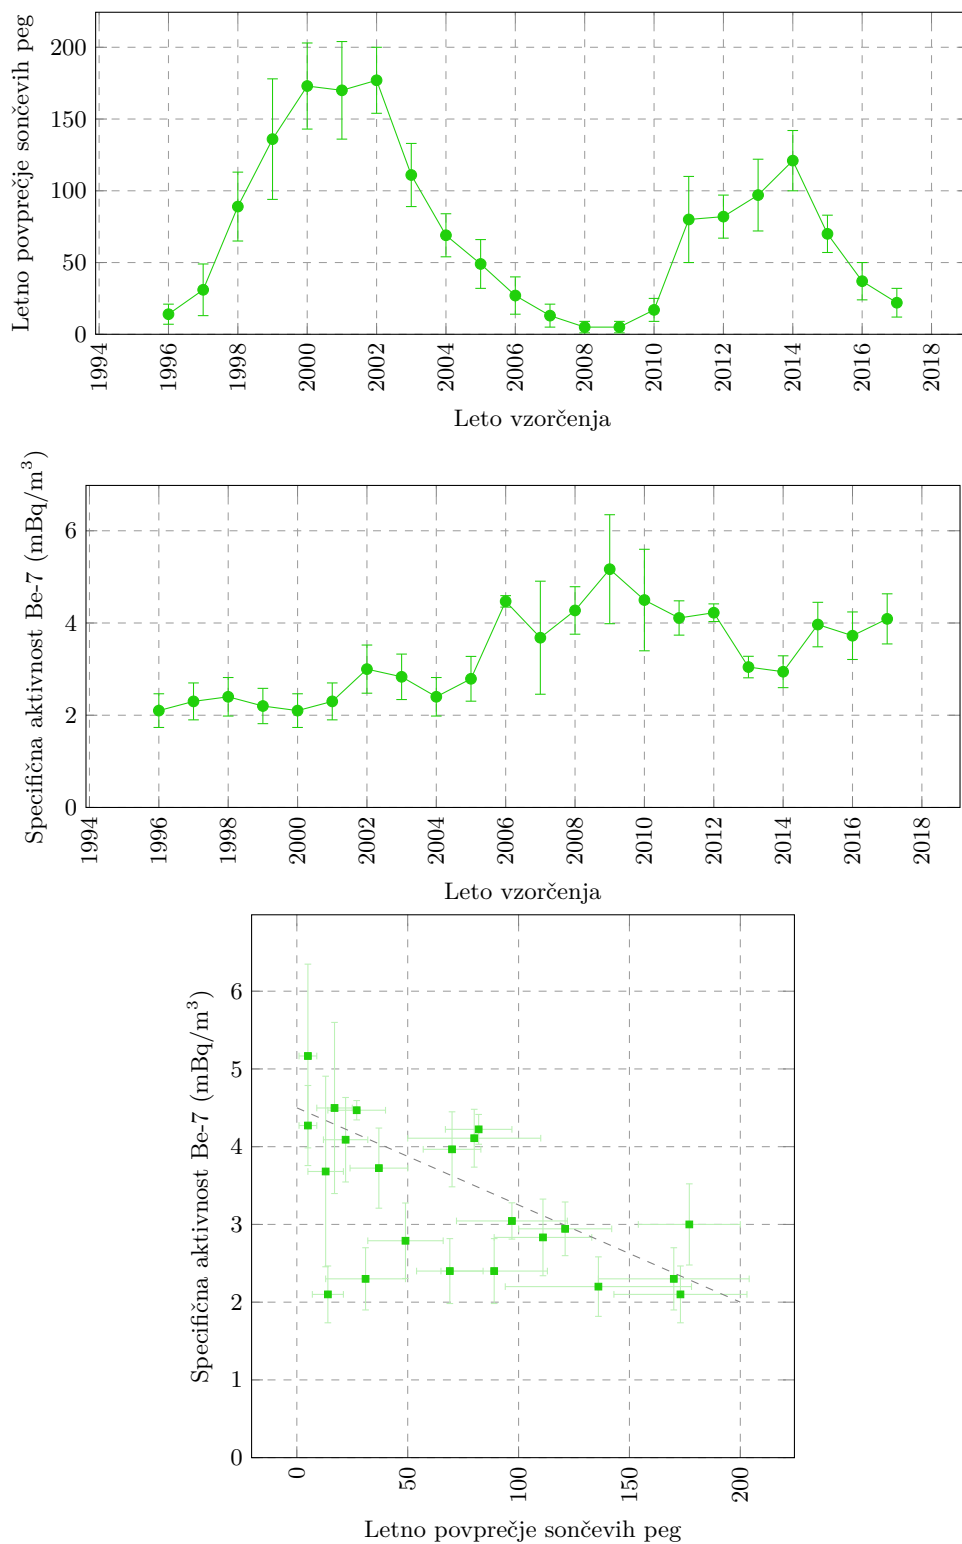 Letno povprečje sončevih peg
200
150
100
50
0
1994 1996 1998 2000 2002 2004 2006 2008 2010 2012 2014 2016 2018
Leto vzorčenja
Specifična aktivnost Be-7 (mBq/m³)
6
4
2
0
1994 1996 1998 2000 2002 2004 2006 2008 2010 2012 2014 2016 2018
Leto vzorčenja
Specifična aktivnost Be-7 (mBq/m³)
6
5
4
3
2
1
0
0 50 100 150 200
Letno povprečje sončevih peg